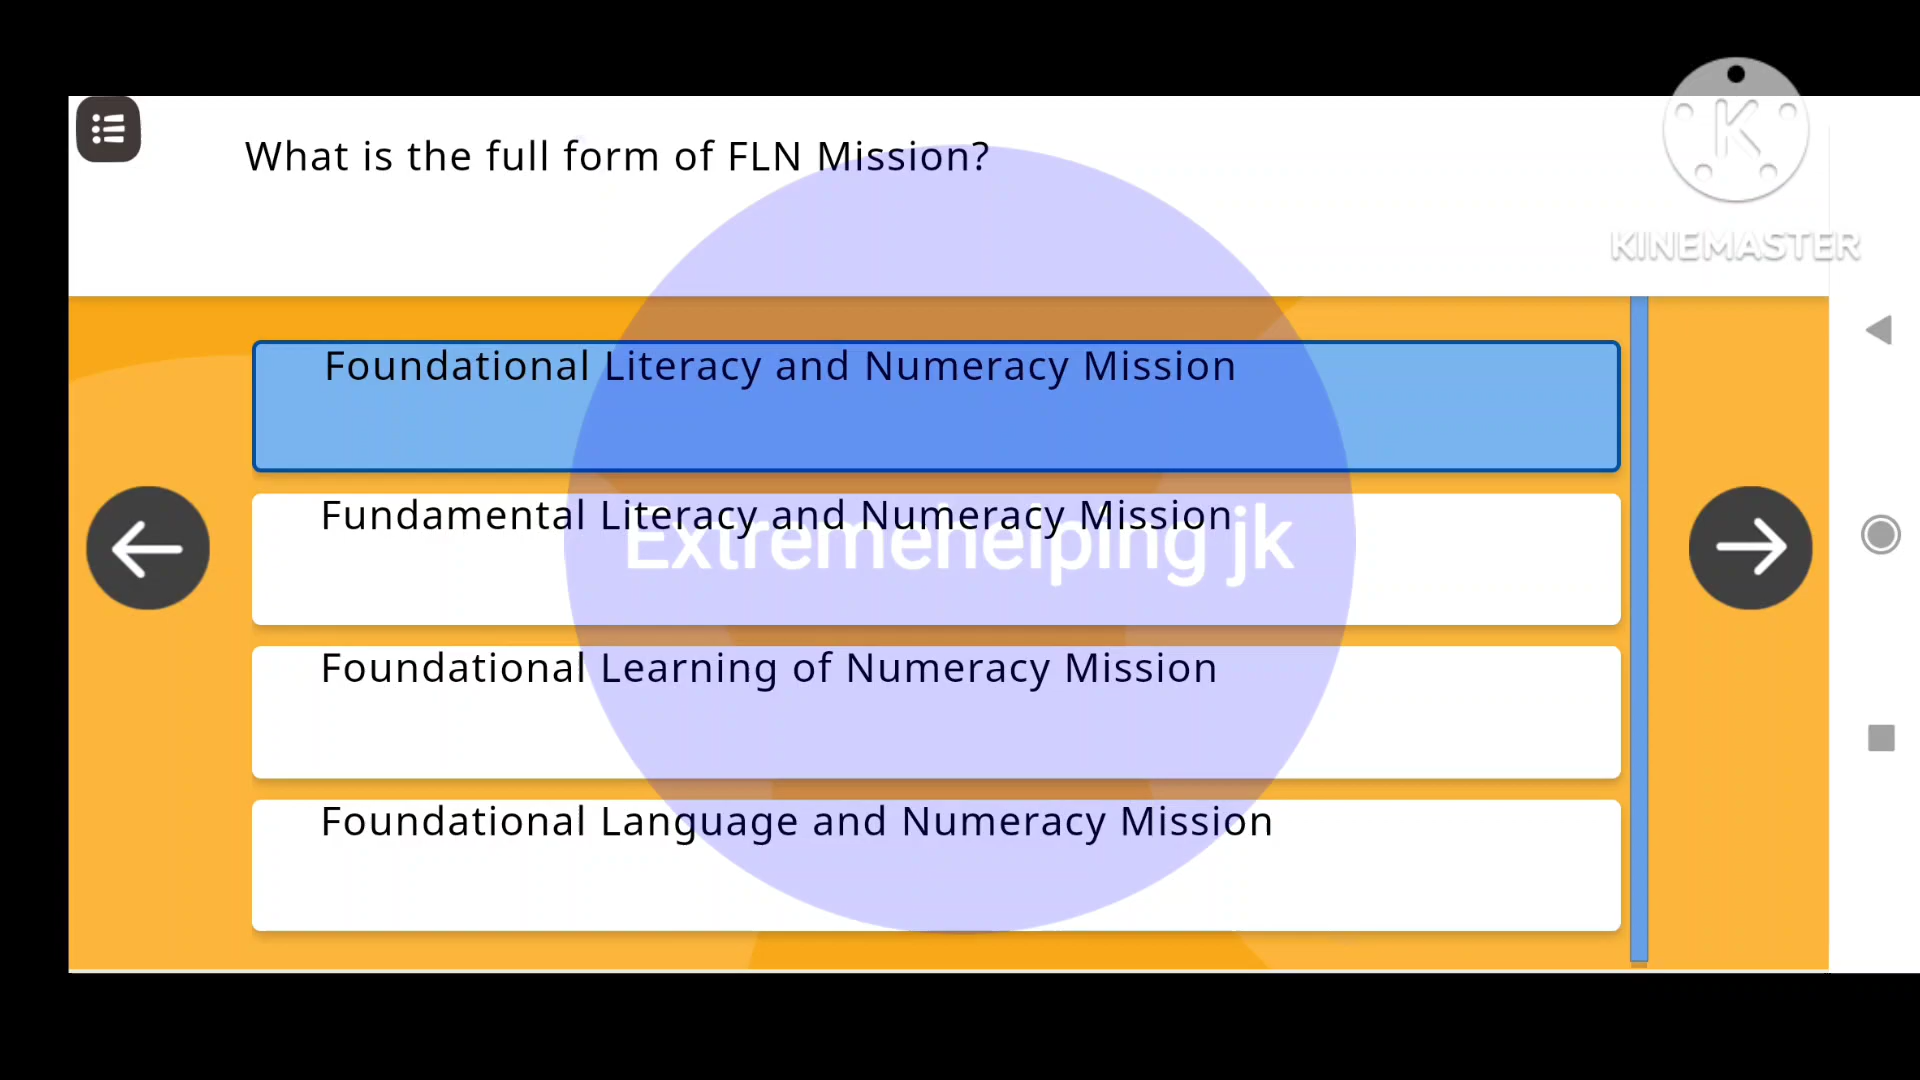 What is the full form of FLN Mission?
K
KINEMASTER
Foundational Literacy and Numeracy Mission
Fundamental Literacy and Numeracy Mission
Extremehelping jk
Foundational Learning of Numeracy Mission
Foundational Language and Numeracy Mission